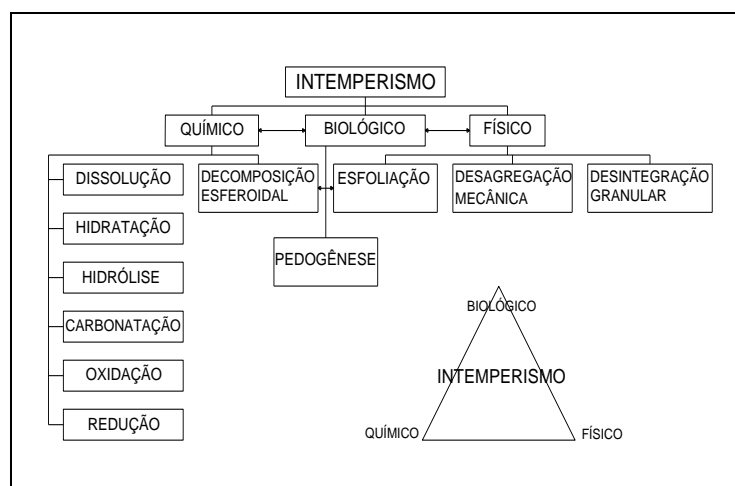 INTEMPERISMO
QUÍMICO
BIOLÓGICO
FÍSICO
DISSOLUÇÃO
DECOMPOSIÇÃO
ESFEROIDAL
ESFOLIAÇÃO
DESAGREGAÇÃO
MECÂNICA
DESINTEGRAÇÃO
GRANULAR
HIDRATAÇÃO
PEDOGÊNESE
HIDRÓLISE
CARBONATAÇÃO
OXIDAÇÃO
REDUÇÃO
BIOLÓGICO
INTEMPERISMO
QUÍMICO
FÍSICO